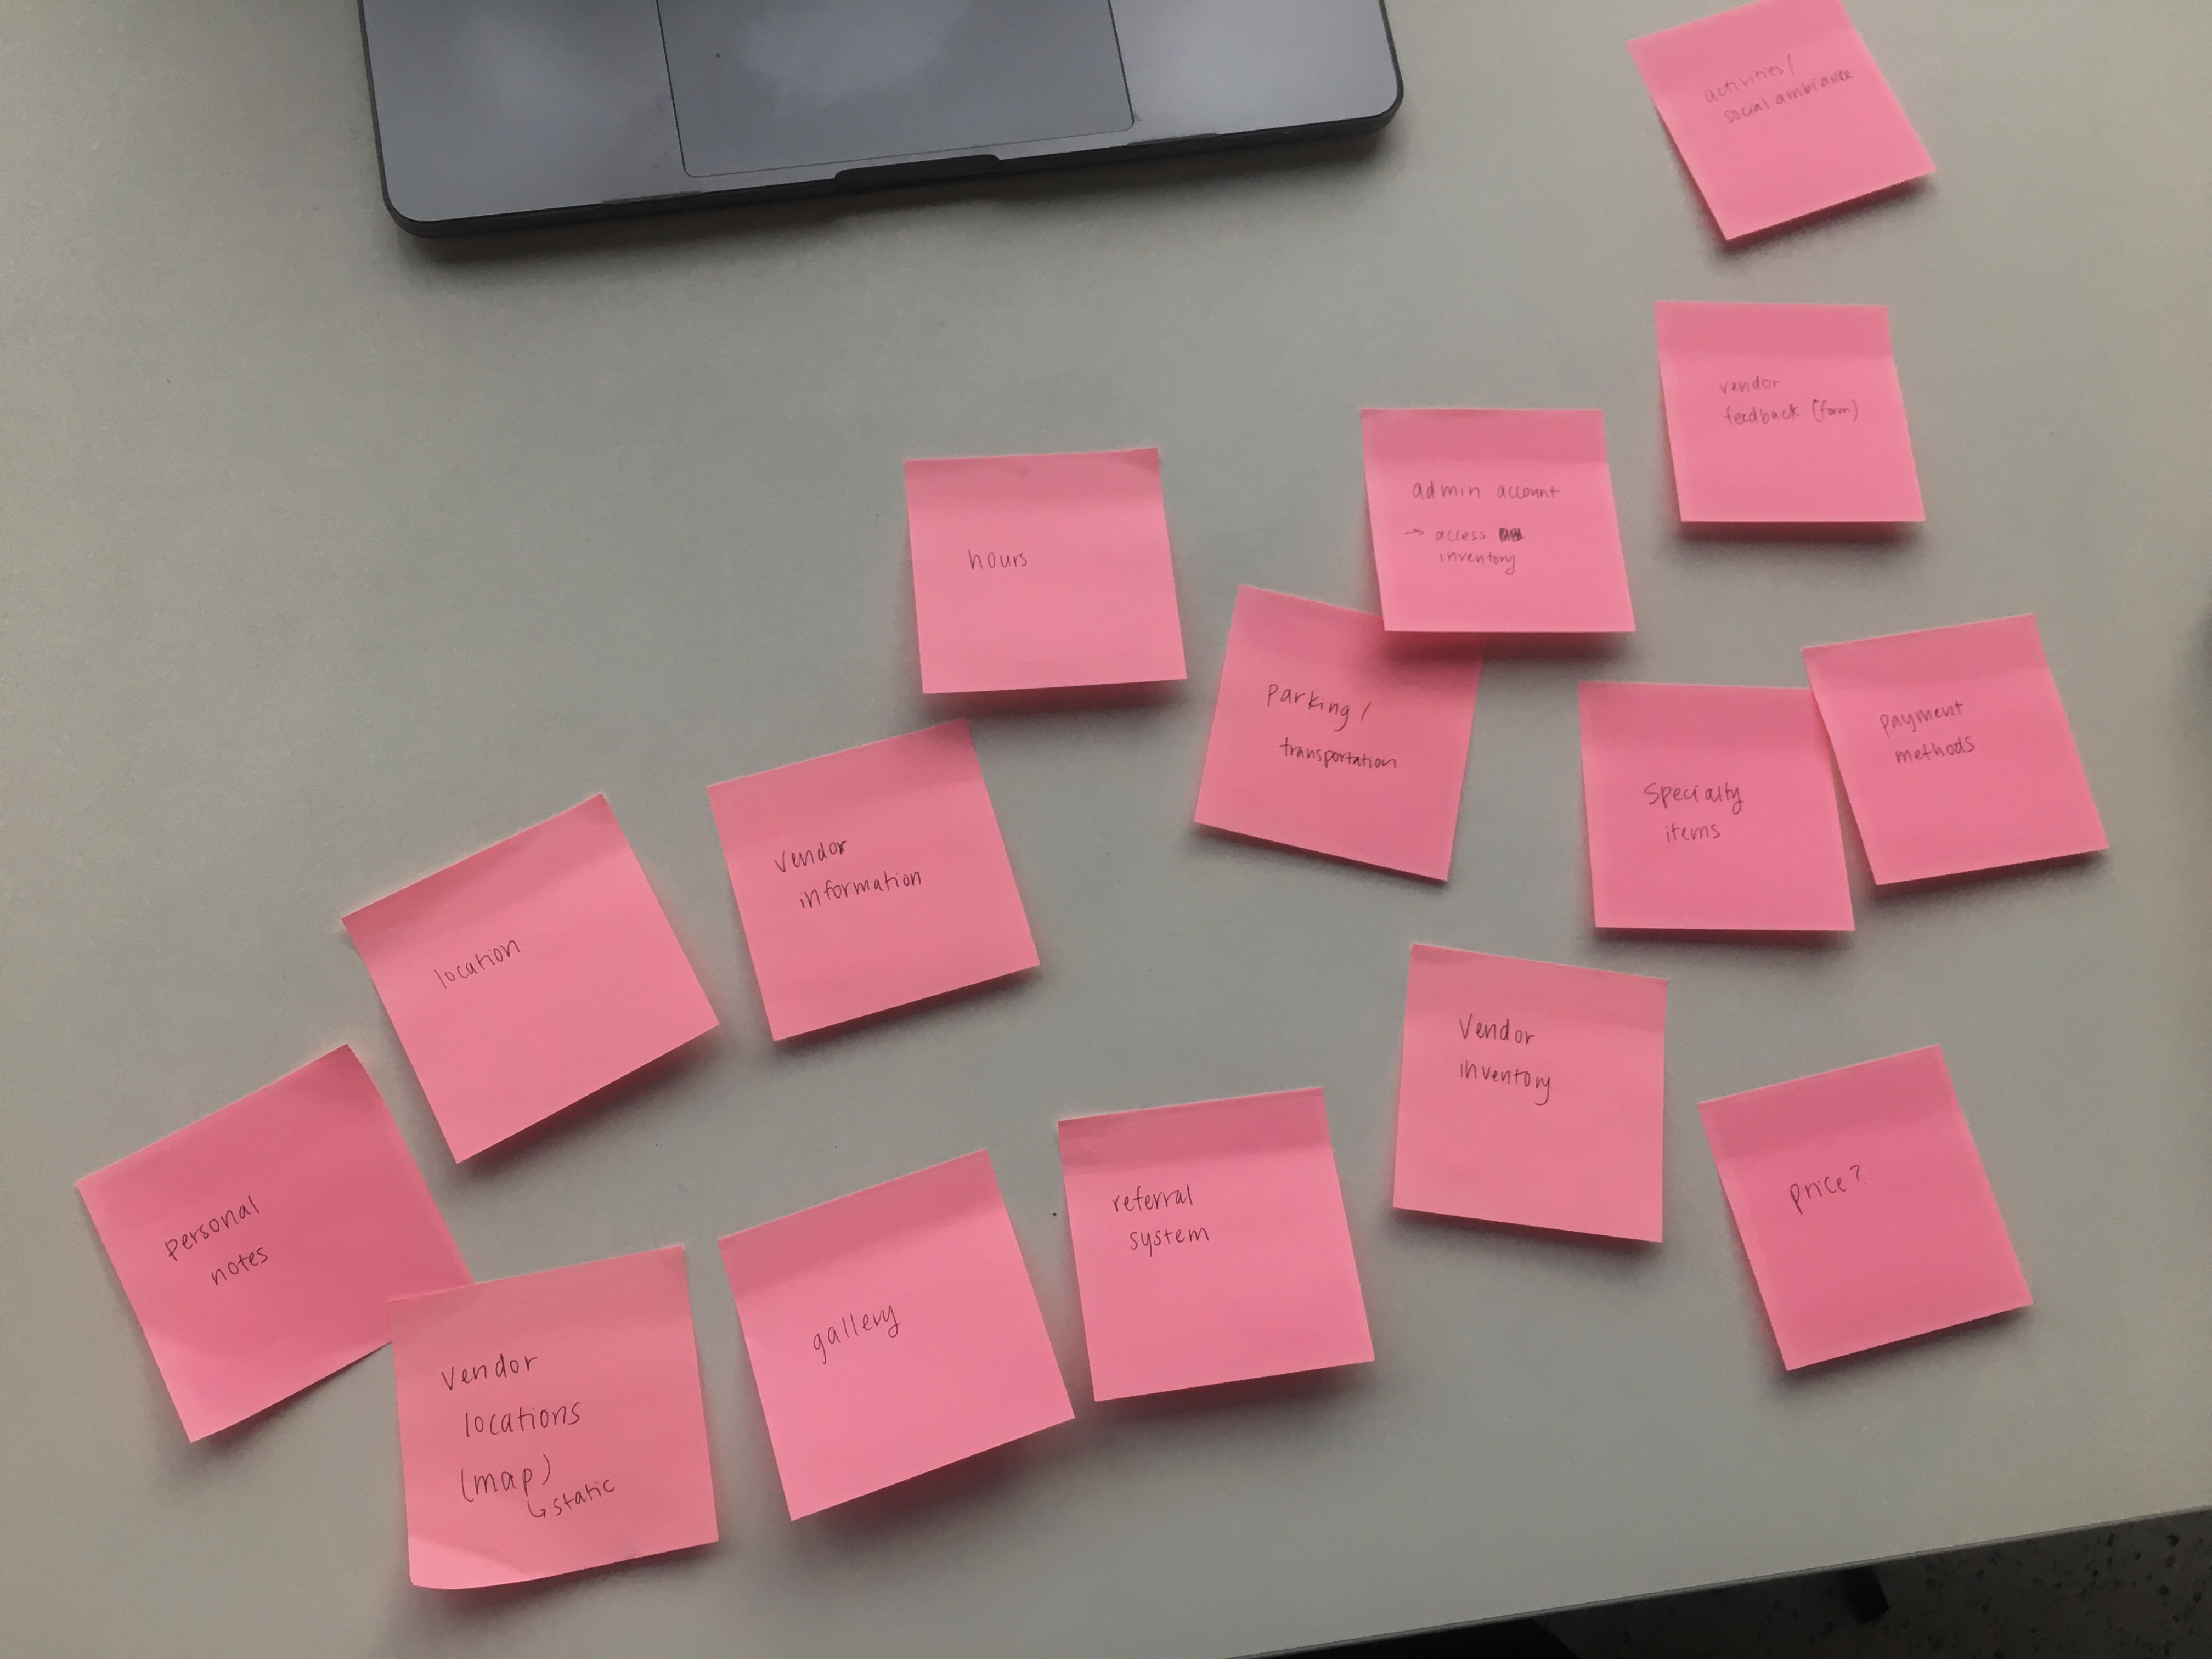 activities/
social ambiance
vendor
feedback (form)
admin account
→ access
inventory
hours
parking/
transportation
payment
methods
Specialty
items
vendor
information
location
Vendor
inventory
price?
referral
system
personal
notes
gallery
Vendor
locations
(map)
↳ static